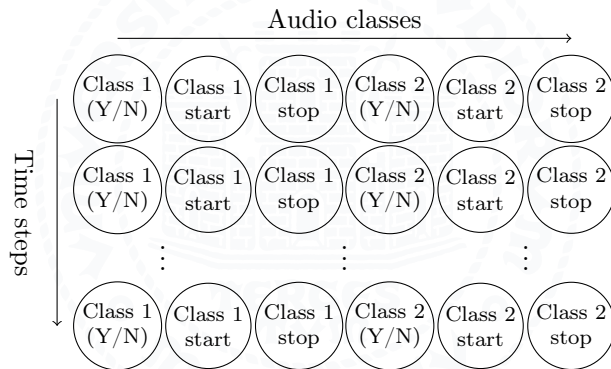 Audio classes
Time steps
Class 1 Class 1 Class 1 Class 2 Class 2 Class 2
(Y/N) start stop (Y/N) start stop
Class 1 Class 1 Class 1 Class 2 Class 2 Class 2
(Y/N) start stop (Y/N) start stop
⋮ ⋮ ⋮
Class 1 Class 1 Class 1 Class 2 Class 2 Class 2
(Y/N) start stop (Y/N) start stop